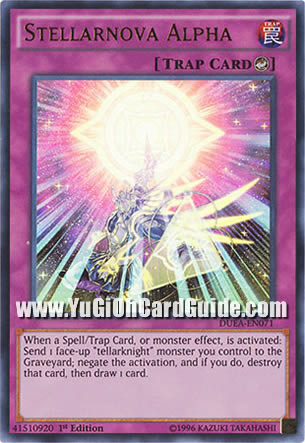 STELLARNOVA ALPHA
TRAP
罠
[TRAP CARD]
www.YuGiOhCardGuide.com
DUEA-EN071
When a Spell/Trap Card, or monster effect, is activated:
Send 1 face-up "tellarknight" monster you control to the
Graveyard; negate the activation, and if you do, destroy
that card, then draw 1 card.
41510920 1st Edition ©1996 KAZUKI TAKAHASHI